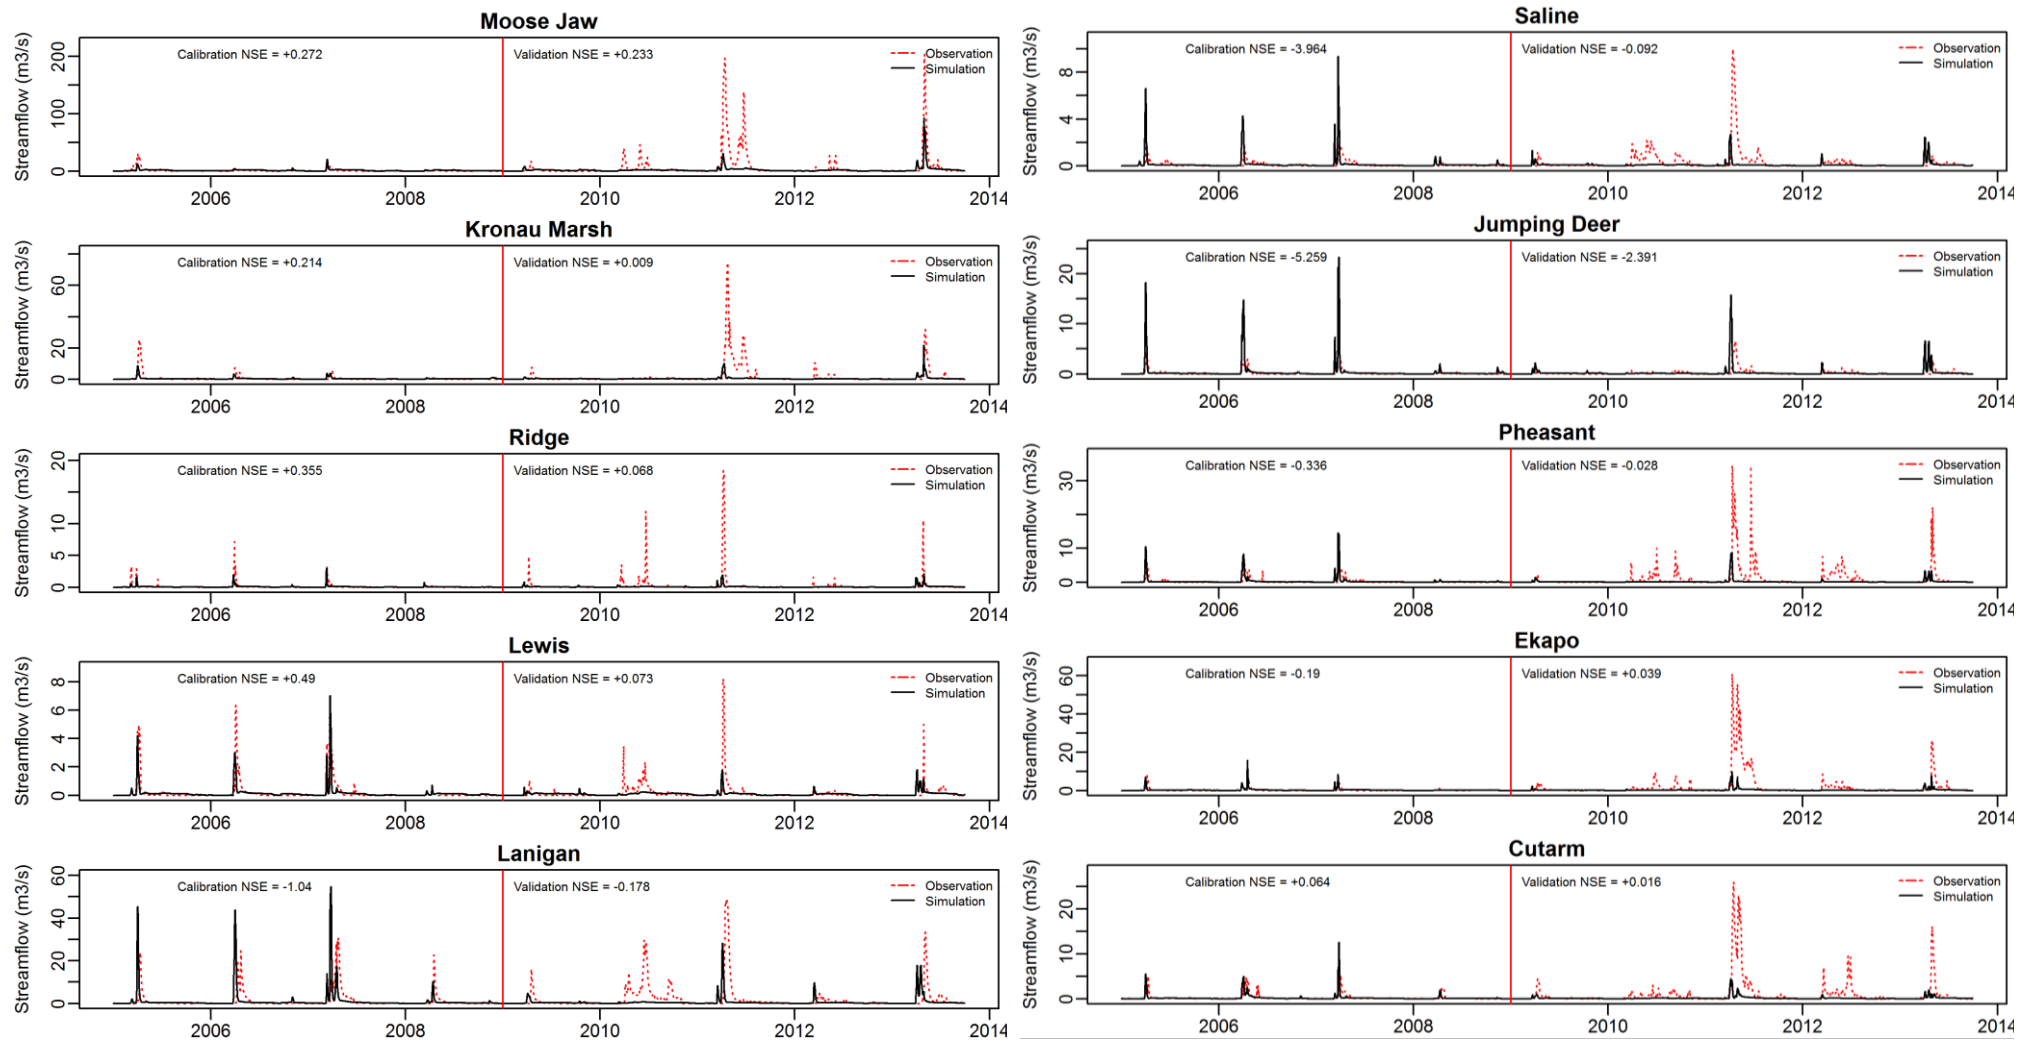 Moose Jaw
Streamflow (m3/s)
0 100 200
Calibration NSE = +0.272
Validation NSE = +0.233
Observation
Simulation
2006 2008 2010 2012 2014
Kronau Marsh
Streamflow (m3/s)
0 20 60
Calibration NSE = +0.214
Validation NSE = +0.009
Observation
Simulation
2006 2008 2010 2012 2014
Ridge
Streamflow (m3/s)
0 5 10 20
Calibration NSE = +0.355
Validation NSE = +0.068
Observation
Simulation
2006 2008 2010 2012 2014
Lewis
Streamflow (m3/s)
0 2 4 6 8
Calibration NSE = +0.49
Validation NSE = +0.073
Observation
Simulation
2006 2008 2010 2012 2014
Lanigan
Streamflow (m3/s)
0 20 40 60
Calibration NSE = -1.04
Validation NSE = -0.178
Observation
Simulation
2006 2008 2010 2012 2014
Saline
Streamflow (m3/s)
0 4 8
Calibration NSE = -3.964
Validation NSE = -0.092
Observation
Simulation
2006 2008 2010 2012 2014
Jumping Deer
Streamflow (m3/s)
0 10 20
Calibration NSE = -5.259
Validation NSE = -2.391
Observation
Simulation
2006 2008 2010 2012 2014
Pheasant
Streamflow (m3/s)
0 10 30
Calibration NSE = -0.336
Validation NSE = -0.028
Observation
Simulation
2006 2008 2010 2012 2014
Ekapo
Streamflow (m3/s)
0 20 40 60
Calibration NSE = -0.19
Validation NSE = +0.039
Observation
Simulation
2006 2008 2010 2012 2014
Cutarm
Streamflow (m3/s)
0 10 20
Calibration NSE = +0.064
Validation NSE = +0.016
Observation
Simulation
2006 2008 2010 2012 2014